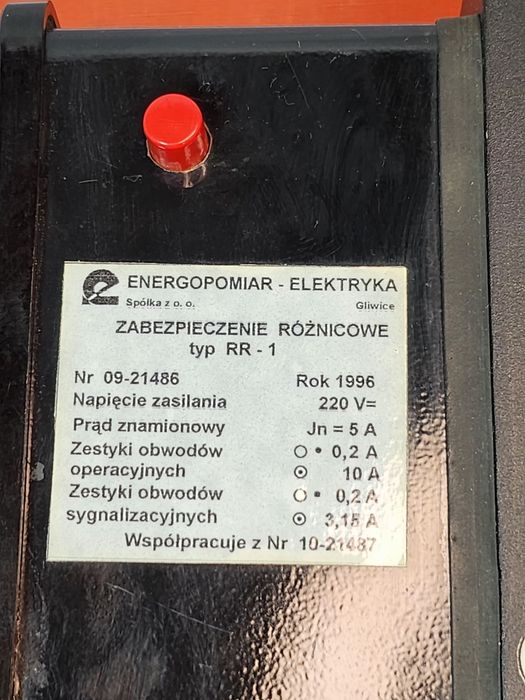 ENERGOPOMIAR - ELEKTRYKA
Spółka z o. o. Gliwice
ZABEZPIECZENIE RÓŻNICOWE
typ RR - 1
Nr 09-21486 Rok 1996
Napięcie zasilania 220 V=
Prąd znamionowy Jn = 5 A
Zestyki obwodów ○ • 0,2 A
operacyjnych ⊙ 10 A
Zestyki obwodów ○ • 0,2 A
sygnalizacyjnych ⊙ 3,15 A
Współpracuje z Nr 10-21487